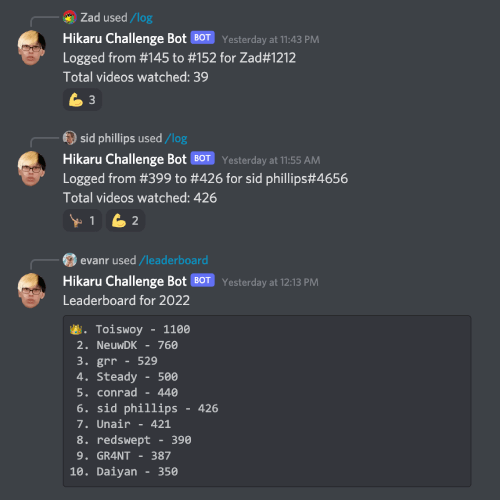 Zad used /log
Hikaru Challenge Bot BOT Yesterday at 11:43 PM
Logged from #145 to #152 for Zad#1212
Total videos watched: 39
3
sid phillips used /log
Hikaru Challenge Bot BOT Yesterday at 11:55 AM
Logged from #399 to #426 for sid phillips#4656
Total videos watched: 426
1 2
evanr used /leaderboard
Hikaru Challenge Bot BOT Yesterday at 12:13 PM
Leaderboard for 2022
👑. Toiswoy - 1100
2. NeuwDK - 760
3. grr - 529
4. Steady - 500
5. conrad - 440
6. sid phillips - 426
7. Unair - 421
8. redswept - 390
9. GR4NT - 387
10. Daiyan - 350